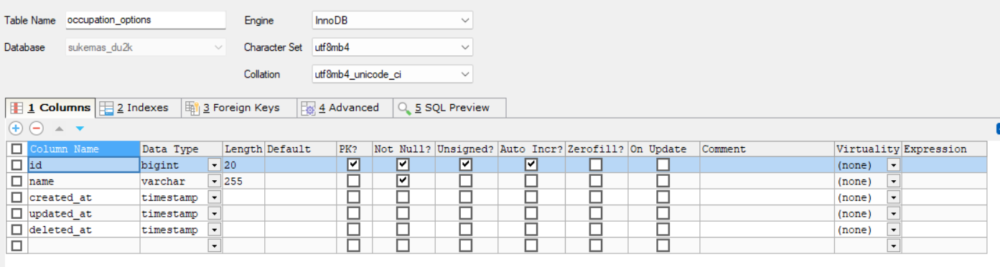 Table Name occupation_options Engine InnoDB
Database sukemas_du2k Character Set utf8mb4
Collation utf8mb4_unicode_ci
1 Columns 2 Indexes 3 Foreign Keys 4 Advanced 5 SQL Preview
Column Name Data Type Length Default PK? Not Null? Unsigned? Auto Incr? Zerofill? On Update Comment Virtuality Expression
id bigint 20 (none)
name varchar 255 (none)
created_at timestamp (none)
updated_at timestamp (none)
deleted_at timestamp (none)